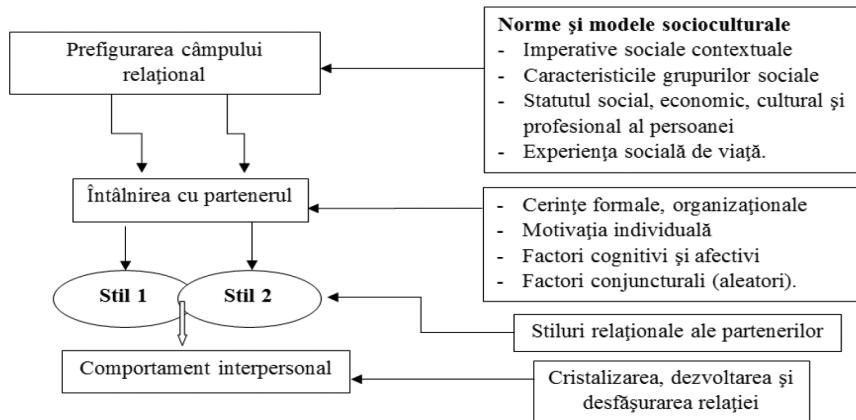 Prefigurarea câmpului
relaţional
Norme şi modele socioculturale
- Imperative sociale contextuale
- Caracteristicile grupurilor sociale
- Statutul social, economic, cultural şi
profesional al persoanei
- Experienţa socială de viaţă.
Întâlnirea cu partenerul
- Cerinţe formale, organizaţionale
- Motivaţia individuală
- Factori cognitivi şi afectivi
- Factori conjuncturali (aleatori).
Stil 1
Stil 2
Stiluri relaţionale ale partenerilor
Comportament interpersonal
Cristalizarea, dezvoltarea şi
desfăşurarea relaţiei